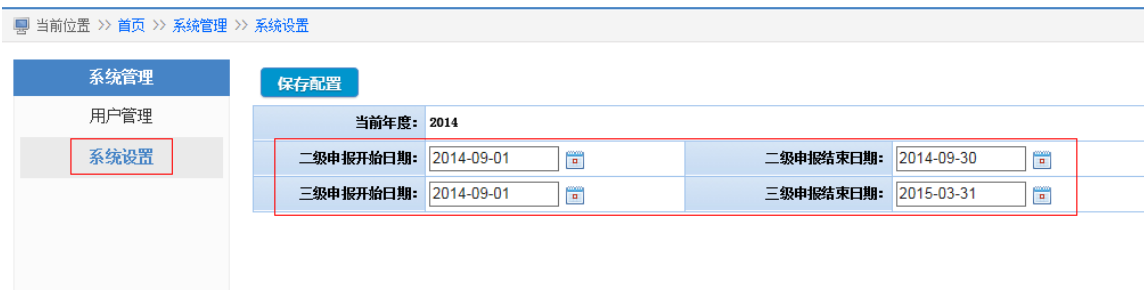 当前位置 >> 首页 >> 系统管理 >> 系统设置
系统管理
用户管理
系统设置
保存配置
当前年度: 2014
二级申报开始日期: 2014-09-01 二级申报结束日期: 2014-09-30
三级申报开始日期: 2014-09-01 三级申报结束日期: 2015-03-31